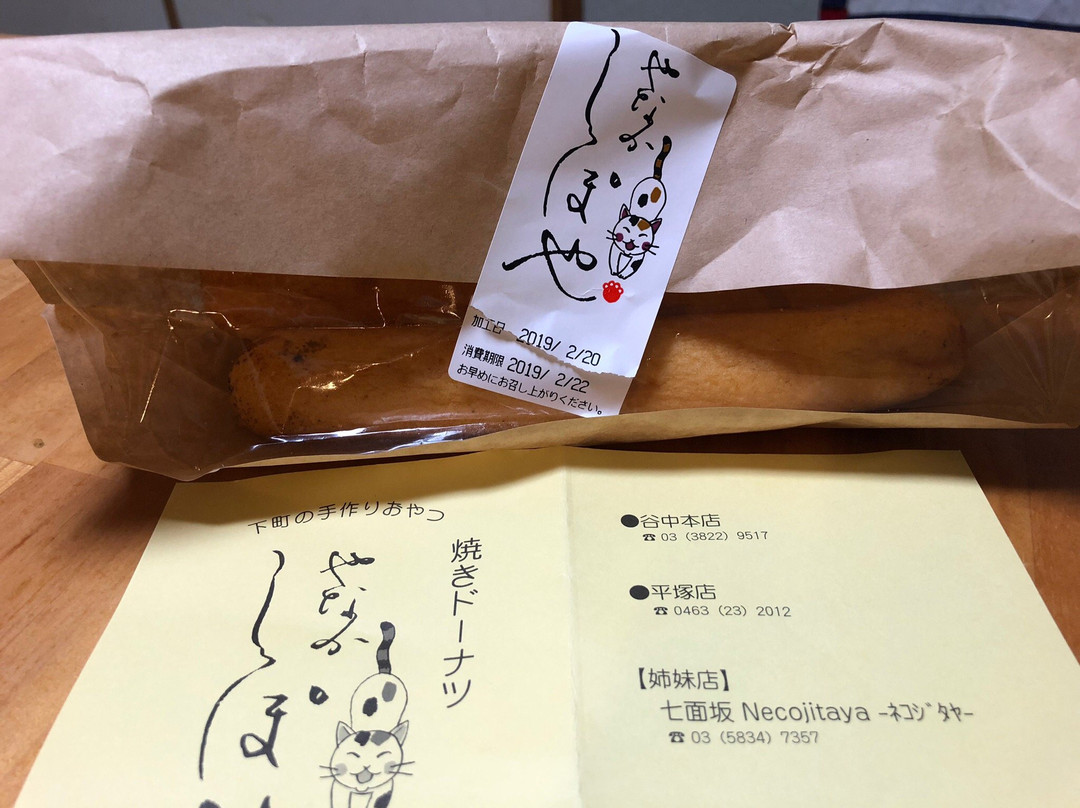 やなか
しっぽや
加工日 2019/ 2/20
消費期限 2019/ 2/22
お早めにお召し上がりください。
下町の手作りおやつ
焼きドーナツ
やなか
しっぽや
●谷中本店
☎ 03 (3822) 9517
●平塚店
☎ 0463 (23) 2012
【姉妹店】
七面坂 Necojitaya -ﾈｺｼﾞﾀﾔｰ-
☎ 03 (5834) 7357